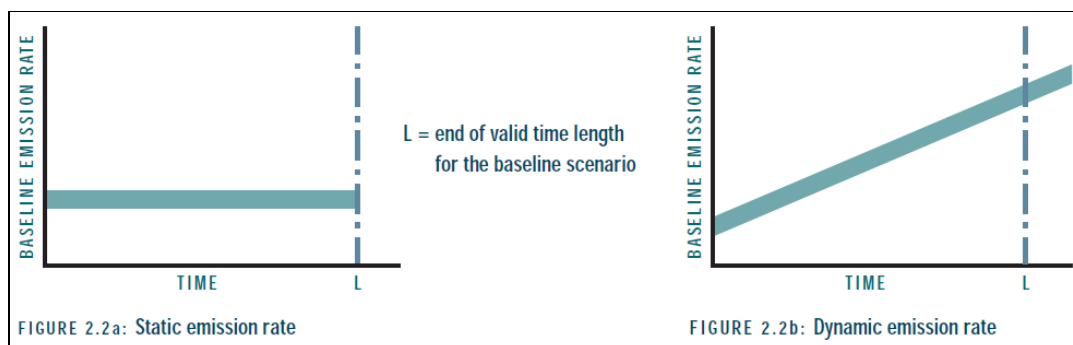 BASELINE EMISSION RATE
TIME
L
FIGURE 2.2a: Static emission rate
L = end of valid time length
for the baseline scenario
BASELINE EMISSION RATE
TIME
L
FIGURE 2.2b: Dynamic emission rate